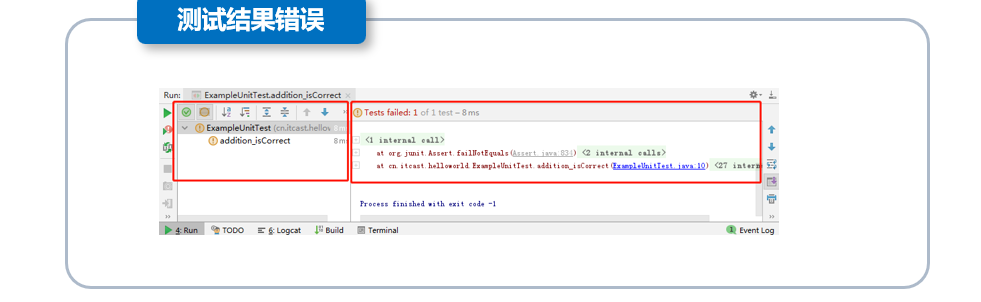 测试结果错误
Run: ExampleUnitTest.addition_isCorrect ×
Tests failed: 1 of 1 test – 8 ms
ExampleUnitTest (cn.itcast.hellow 8 ms
addition_isCorrect 8 ms
<1 internal call>
at org.junit.Assert.failNotEquals(Assert.java:834) <2 internal calls>
at cn.itcast.helloworld.ExampleUnitTest.addition_isCorrect(ExampleUnitTest.java:10) <27 intern
Process finished with exit code -1
4: Run TODO 6: Logcat Build Terminal 1 Event Log